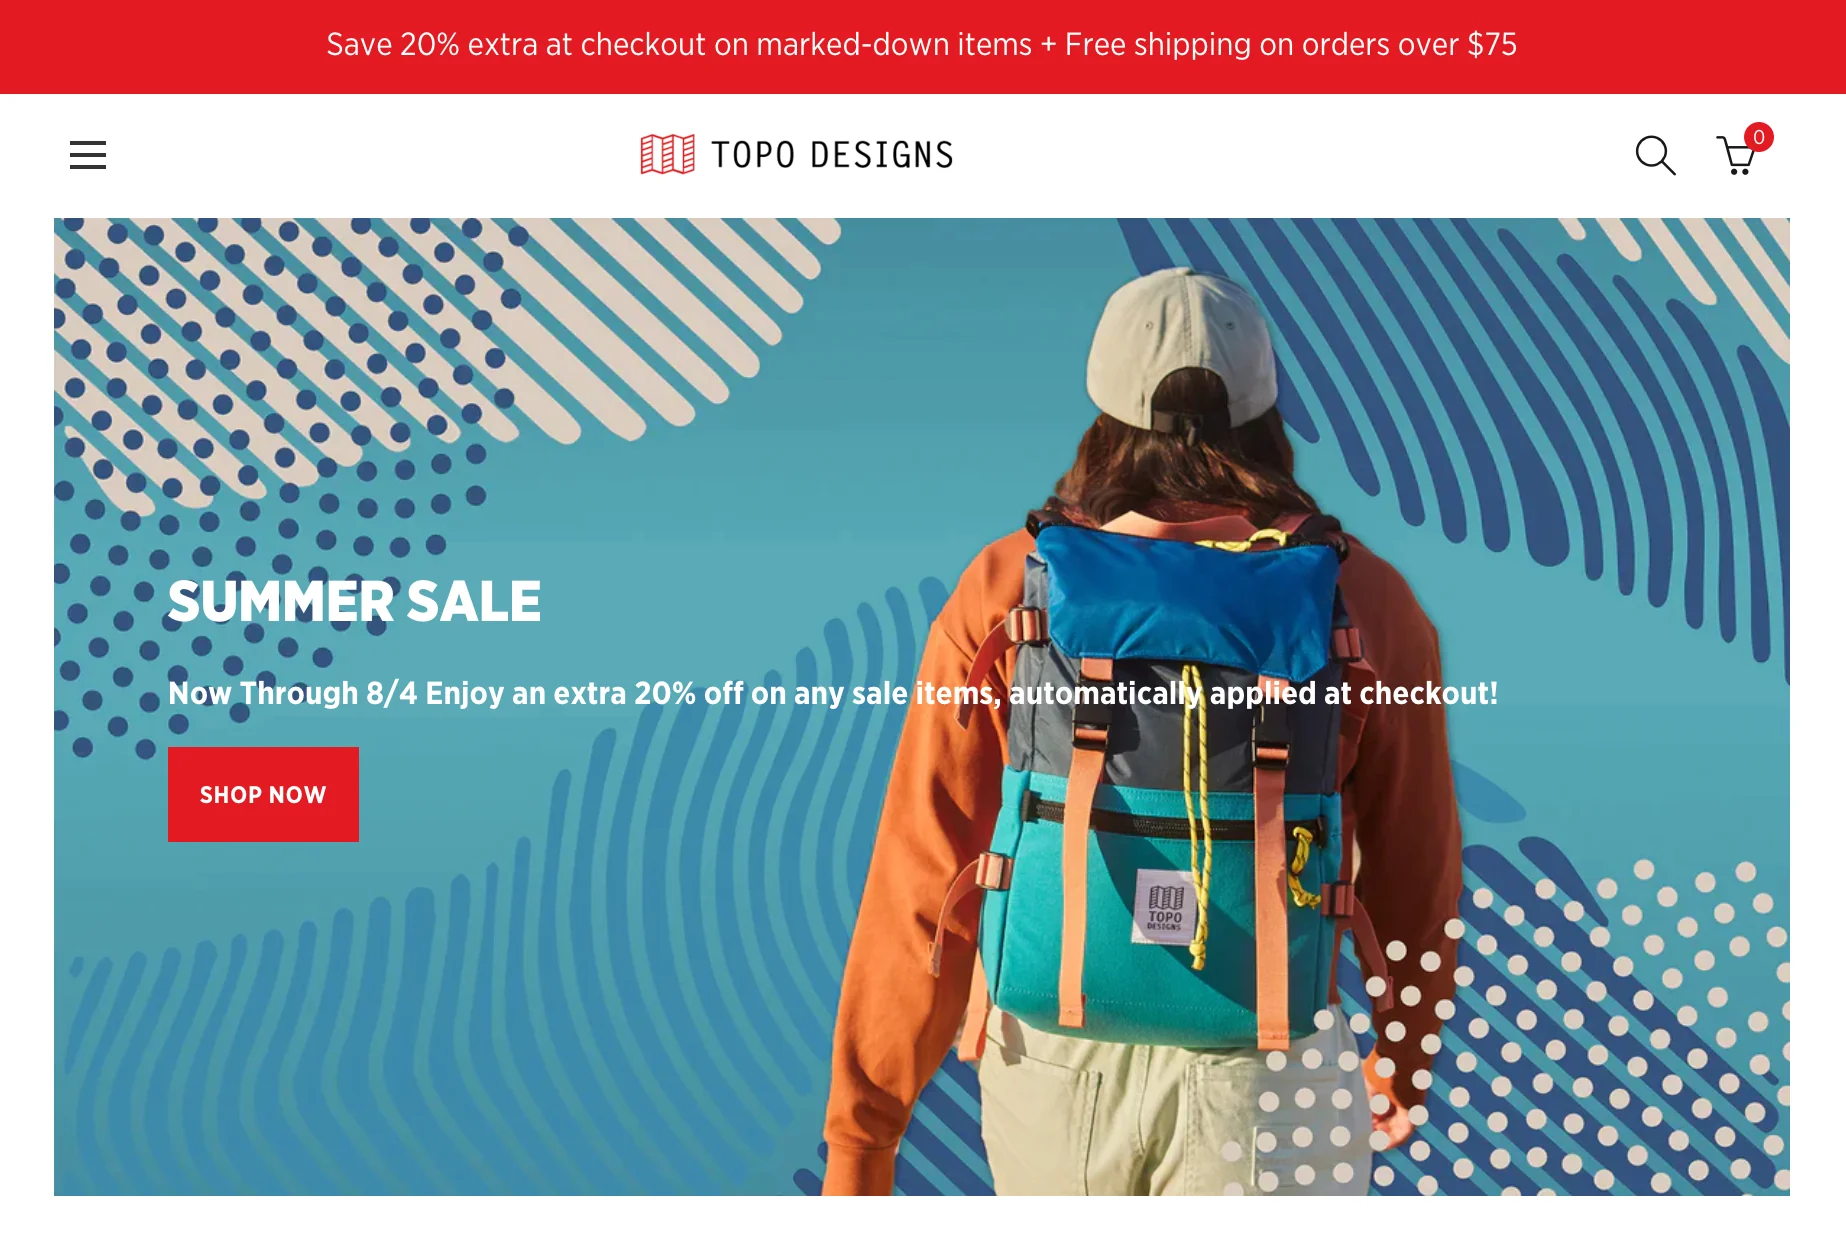 Save 20% extra at checkout on marked-down items + Free shipping on orders over $75
TOPO DESIGNS
0
SUMMER SALE
Now Through 8/4 Enjoy an extra 20% off on any sale items, automatically applied at checkout!
SHOP NOW
TOPO
DESIGNS